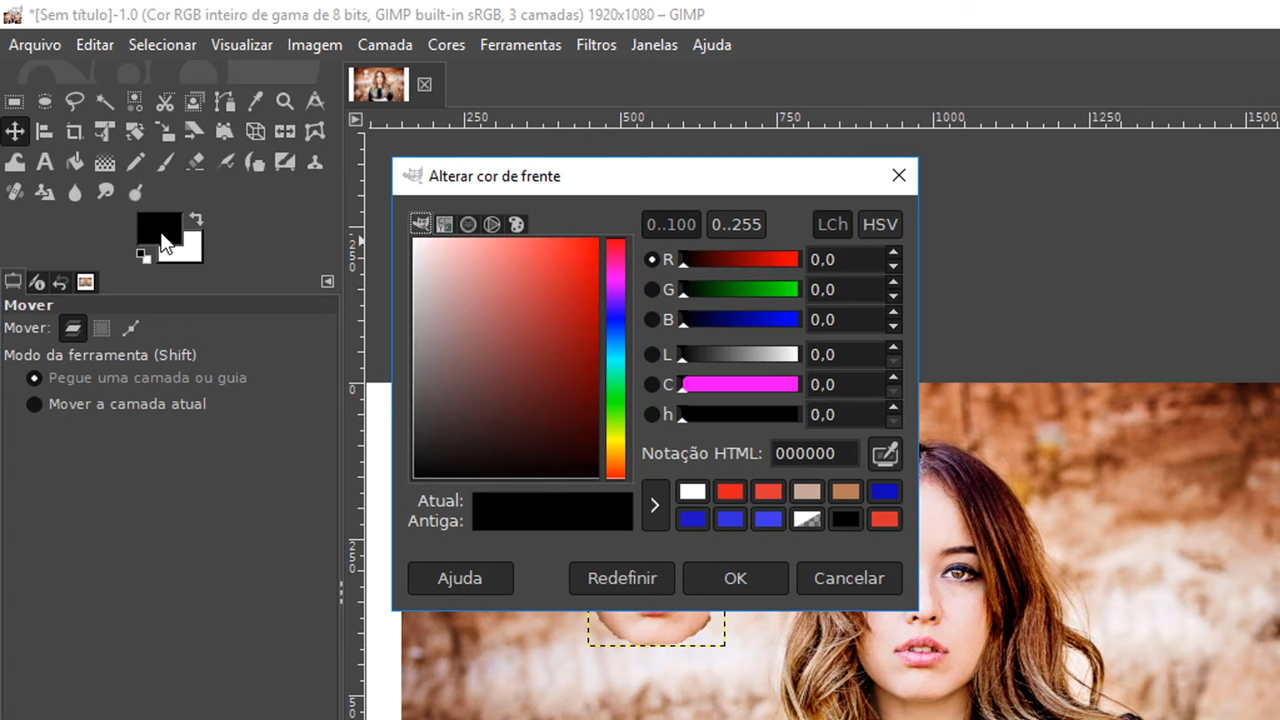 *[Sem título]-1.0 (Cor RGB inteiro de gama de 8 bits, GIMP built-in sRGB, 3 camadas) 1920x1080 – GIMP
Arquivo Editar Selecionar Visualizar Imagem Camada Cores Ferramentas Filtros Janelas Ajuda
250 500 750 1000 1250 1500
Alterar cor de frente
0..100 0..255 LCh HSV
R 0,0
G 0,0
B 0,0
L 0,0
C 0,0
h 0,0
Notação HTML: 000000
Atual:
Antiga:
Ajuda Redefinir OK Cancelar
Mover
Mover:
Modo da ferramenta (Shift)
Pegue uma camada ou guia
Mover a camada atual
250
0
250